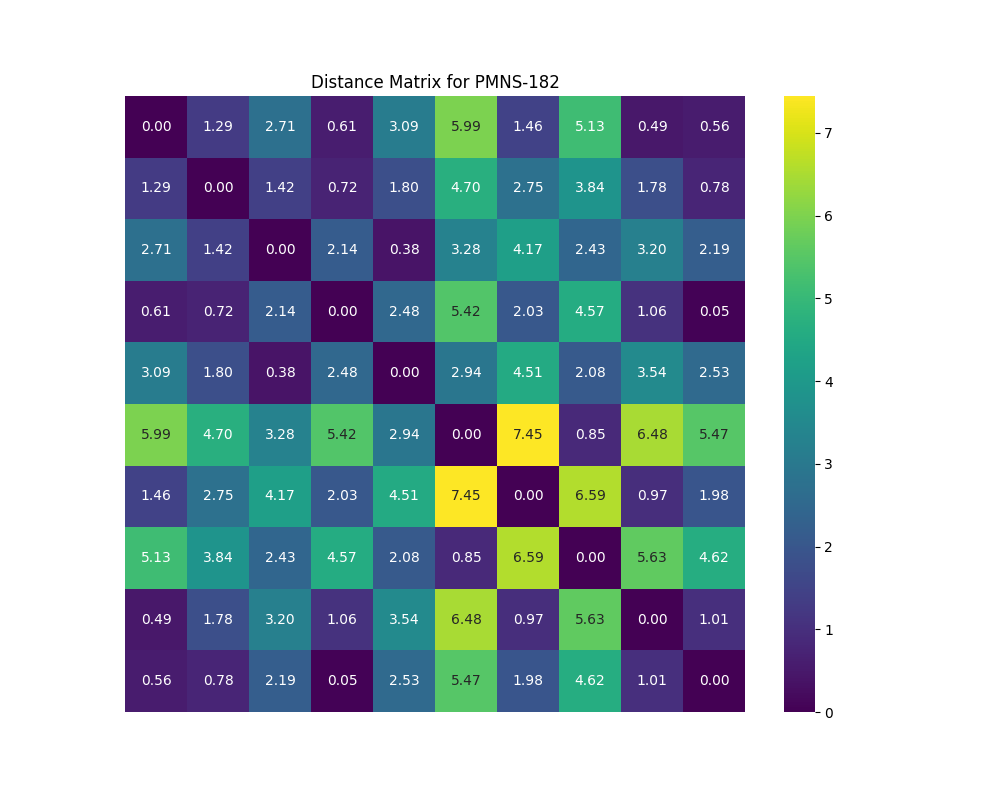 Distance Matrix for PMNS-182
0.00 1.29 2.71 0.61 3.09 5.99 1.46 5.13 0.49 0.56
1.29 0.00 1.42 0.72 1.80 4.70 2.75 3.84 1.78 0.78
2.71 1.42 0.00 2.14 0.38 3.28 4.17 2.43 3.20 2.19
0.61 0.72 2.14 0.00 2.48 5.42 2.03 4.57 1.06 0.05
3.09 1.80 0.38 2.48 0.00 2.94 4.51 2.08 3.54 2.53
5.99 4.70 3.28 5.42 2.94 0.00 7.45 0.85 6.48 5.47
1.46 2.75 4.17 2.03 4.51 7.45 0.00 6.59 0.97 1.98
5.13 3.84 2.43 4.57 2.08 0.85 6.59 0.00 5.63 4.62
0.49 1.78 3.20 1.06 3.54 6.48 0.97 5.63 0.00 1.01
0.56 0.78 2.19 0.05 2.53 5.47 1.98 4.62 1.01 0.00
7
6
5
4
3
2
1
0